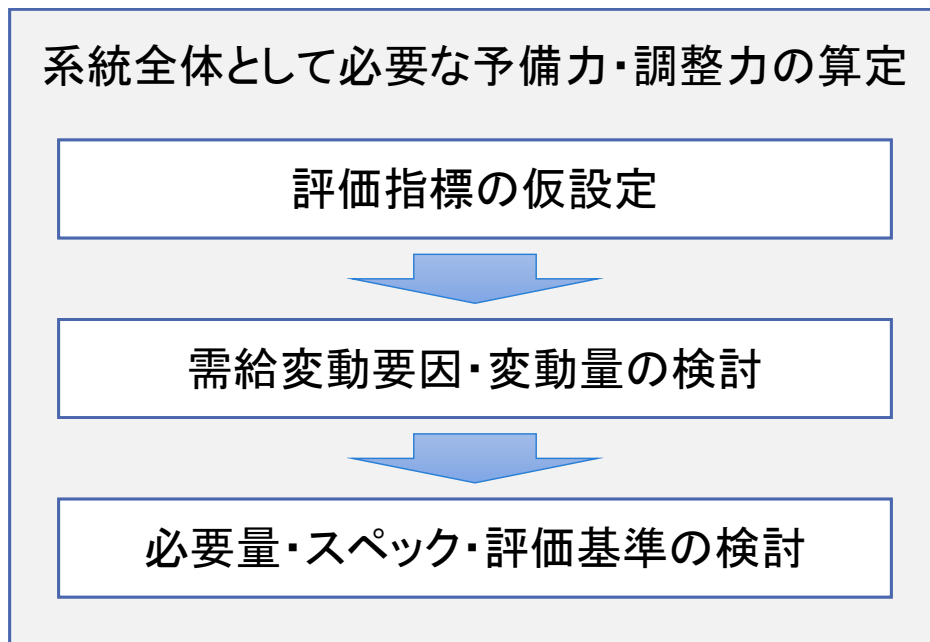 系統全体として必要な予備力・調整力の算定
評価指標の仮設定
需給変動要因・変動量の検討
必要量・スペック・評価基準の検討